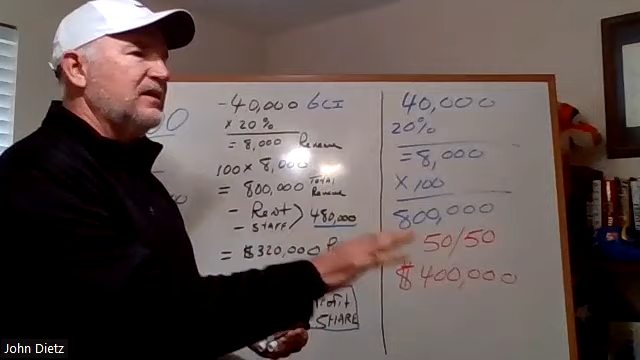 -40,000 GCI
x 20%
= 8,000 Revenue
100 x 8,000
= 800,000 Total Revenue
- Rent
- STAFF
480,000
= $320,000
Profit
SHARE
40,000
20%
= 8,000
x 100
800,000
50/50
$400,000
John Dietz